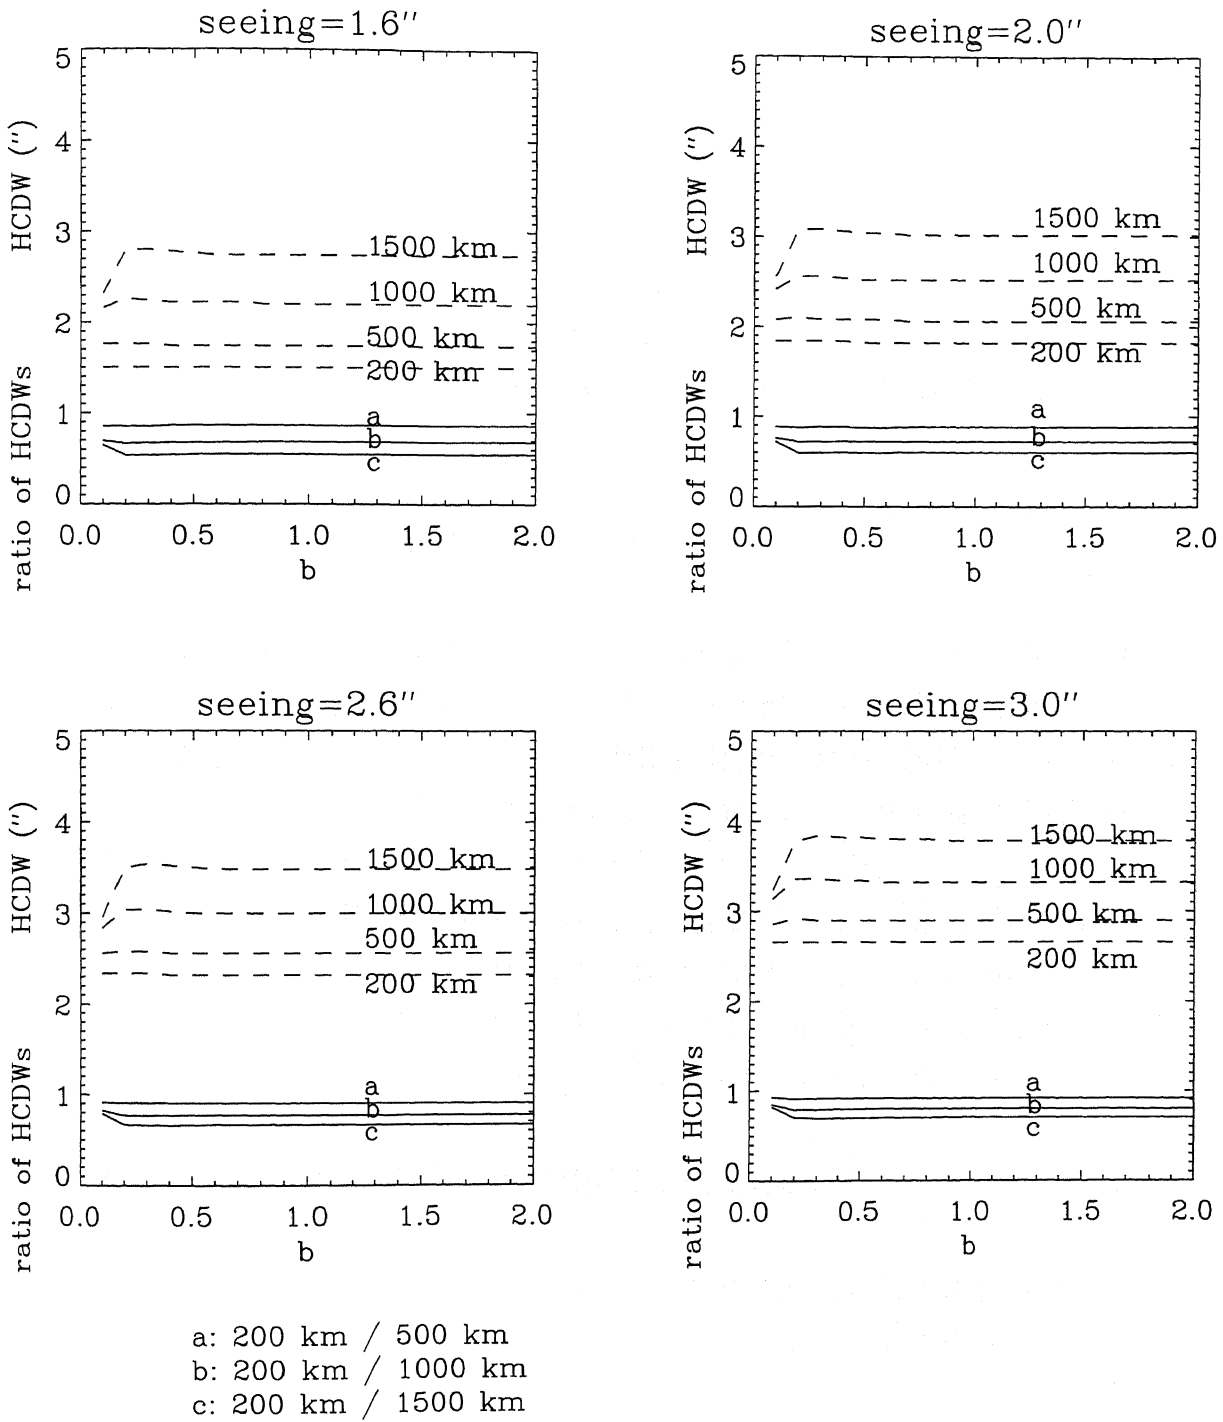 seeing=1.6"
5
4
3
2
1
0
HCDW (")
ratio of HCDWs
1500 km
1000 km
500 km
200 km
a
b
c
0.0 0.5 1.0 1.5 2.0
b
seeing=2.0"
5
4
3
2
1
0
HCDW (")
ratio of HCDWs
1500 km
1000 km
500 km
200 km
a
b
c
0.0 0.5 1.0 1.5 2.0
b
seeing=2.6"
5
4
3
2
1
0
HCDW (")
ratio of HCDWs
1500 km
1000 km
500 km
200 km
a
b
c
0.0 0.5 1.0 1.5 2.0
b
seeing=3.0"
5
4
3
2
1
0
HCDW (")
ratio of HCDWs
1500 km
1000 km
500 km
200 km
a
b
c
0.0 0.5 1.0 1.5 2.0
b
a: 200 km / 500 km
b: 200 km / 1000 km
c: 200 km / 1500 km